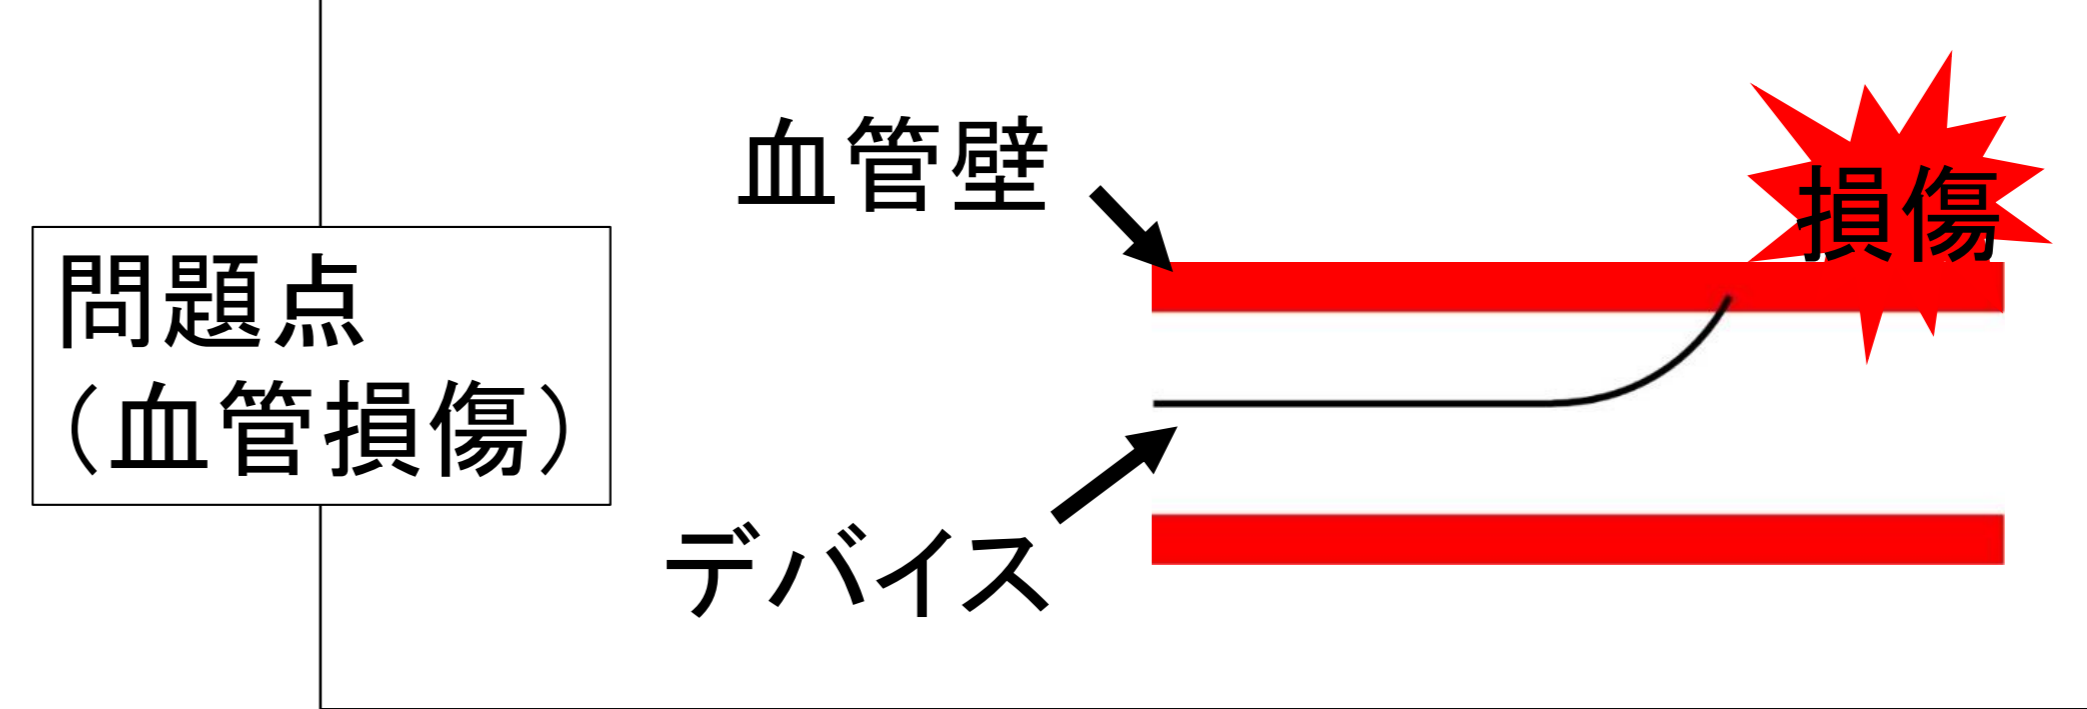 問題点
（血管損傷）
血管壁
損傷
デバイス